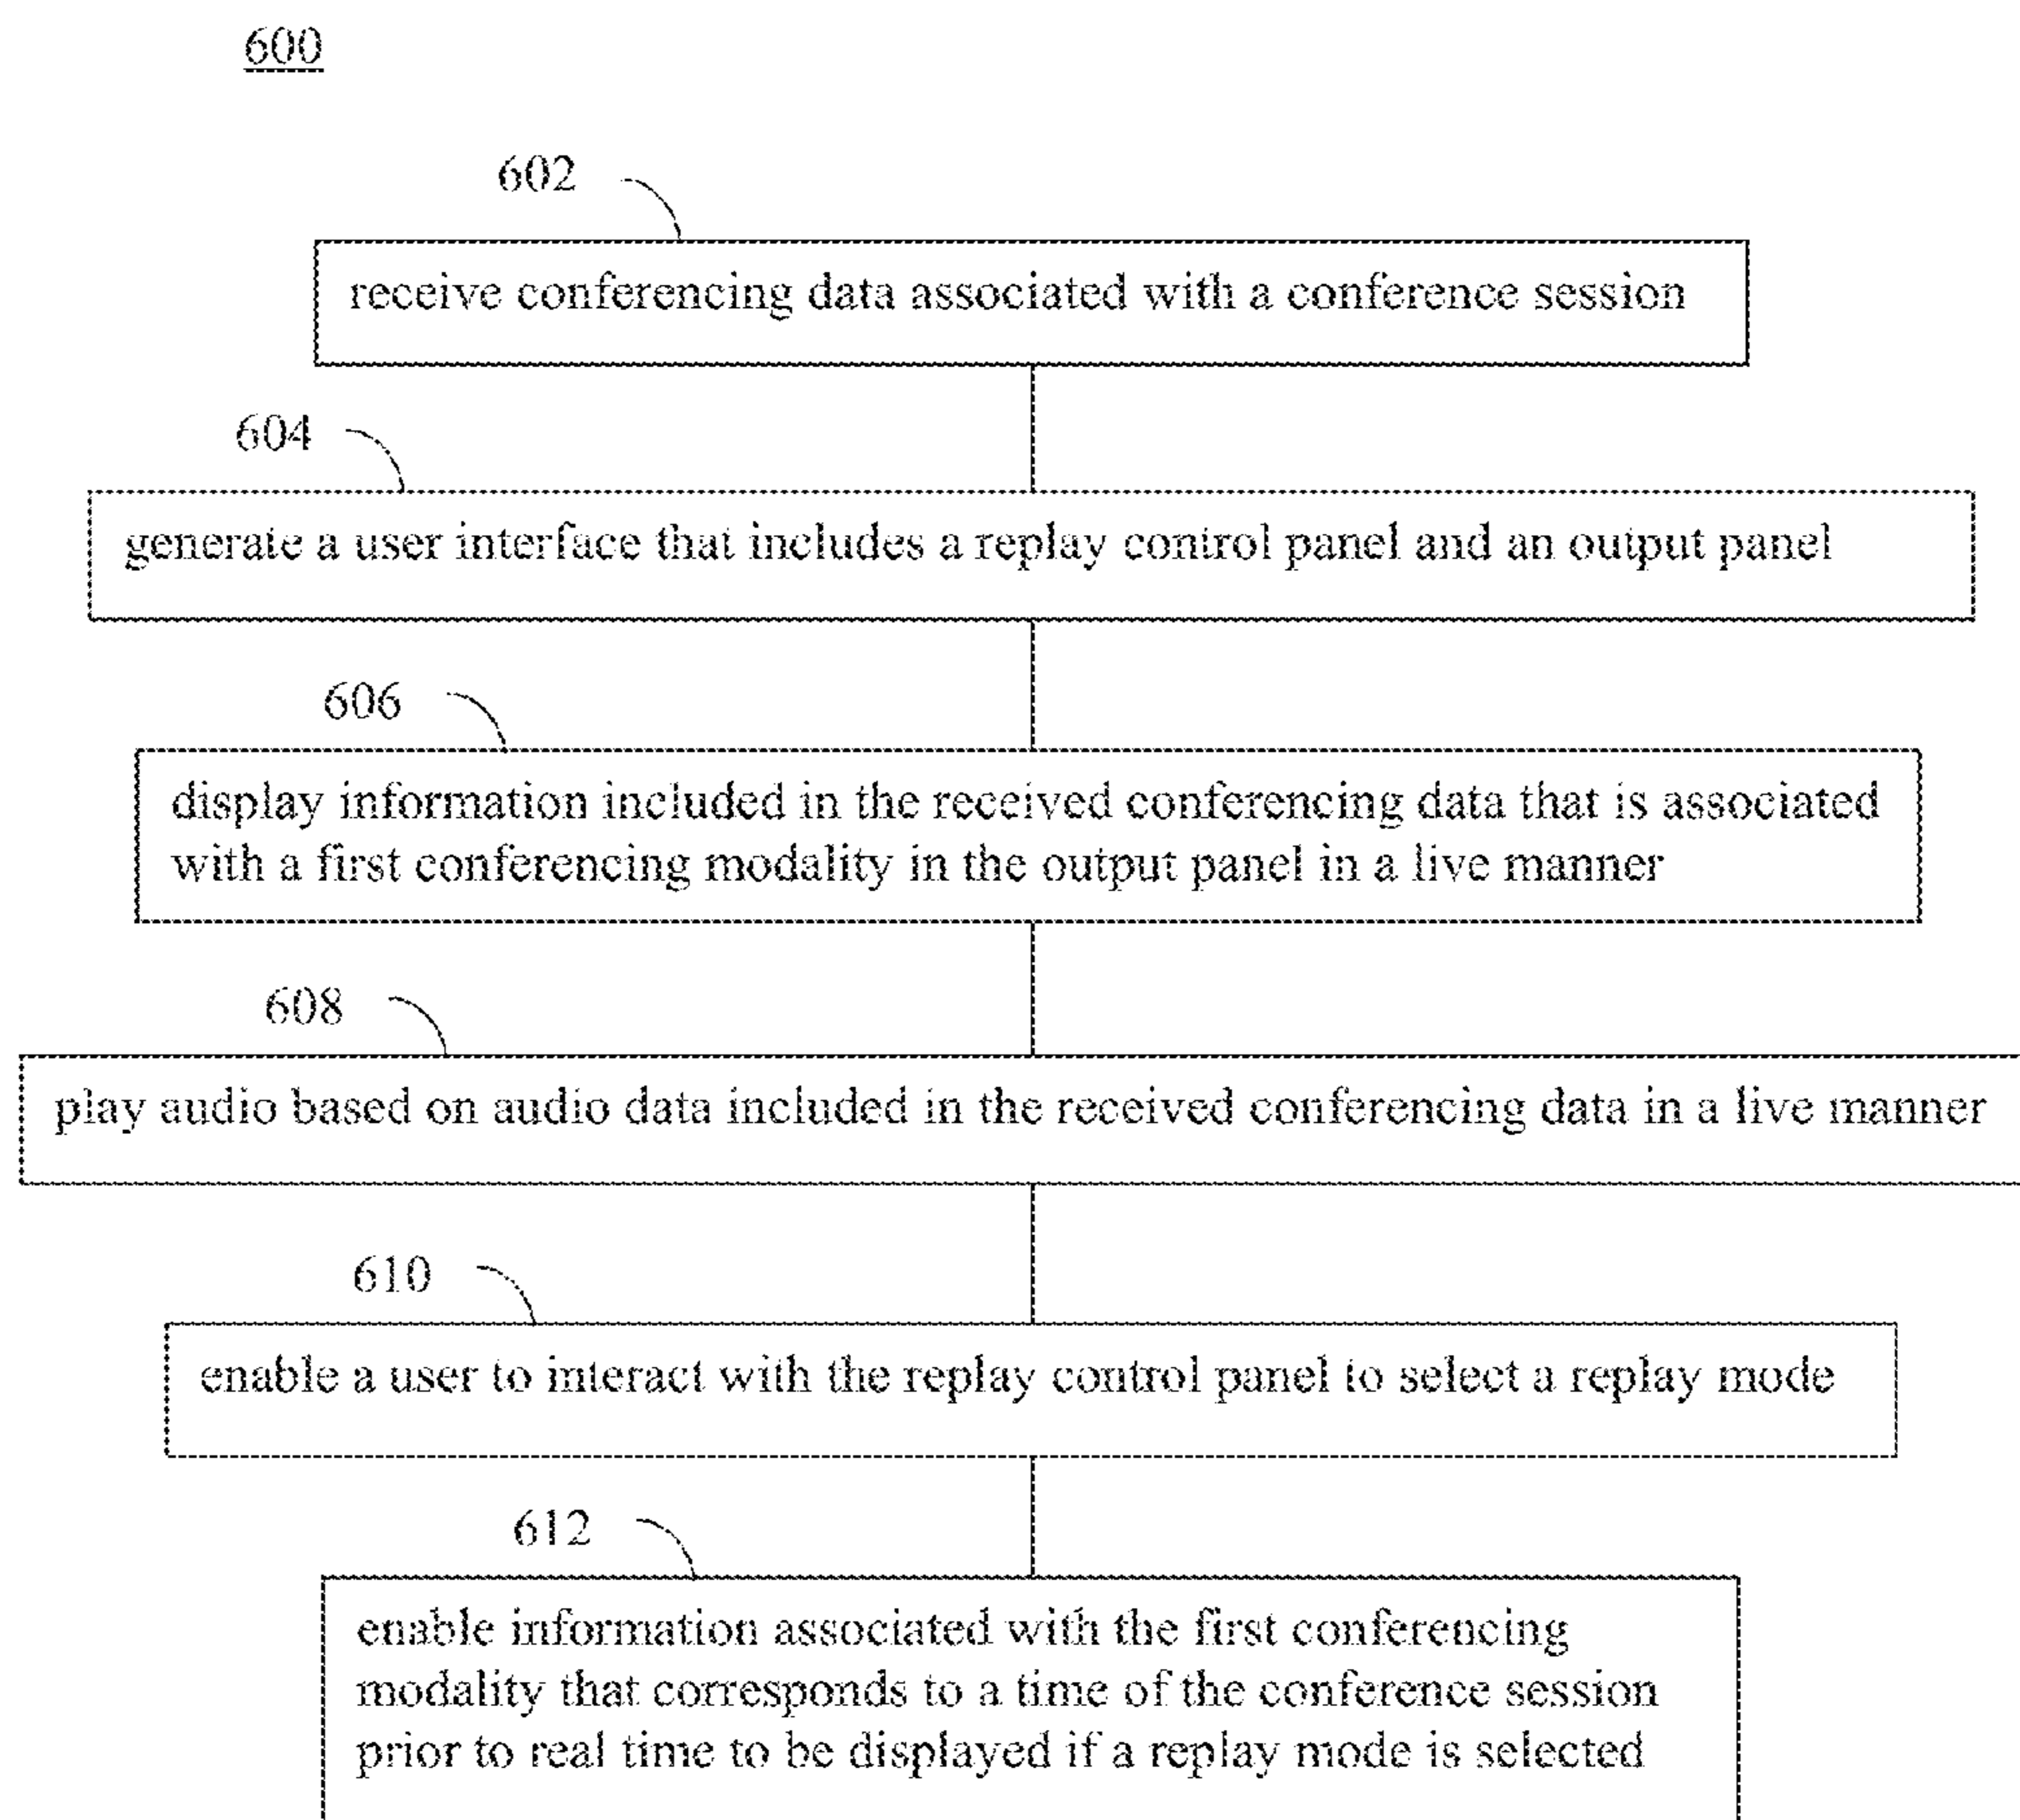 600
602
receive conferencing data associated with a conference session
604
generate a user interface that includes a replay control panel and an output panel
606
display information included in the received conferencing data that is associated
with a first conferencing modality in the output panel in a live manner
608
play audio based on audio data included in the received conferencing data in a live manner
610
enable a user to interact with the replay control panel to select a replay mode
612
enable information associated with the first conferencing
modality that corresponds to a time of the conference session
prior to real time to be displayed if a replay mode is selected